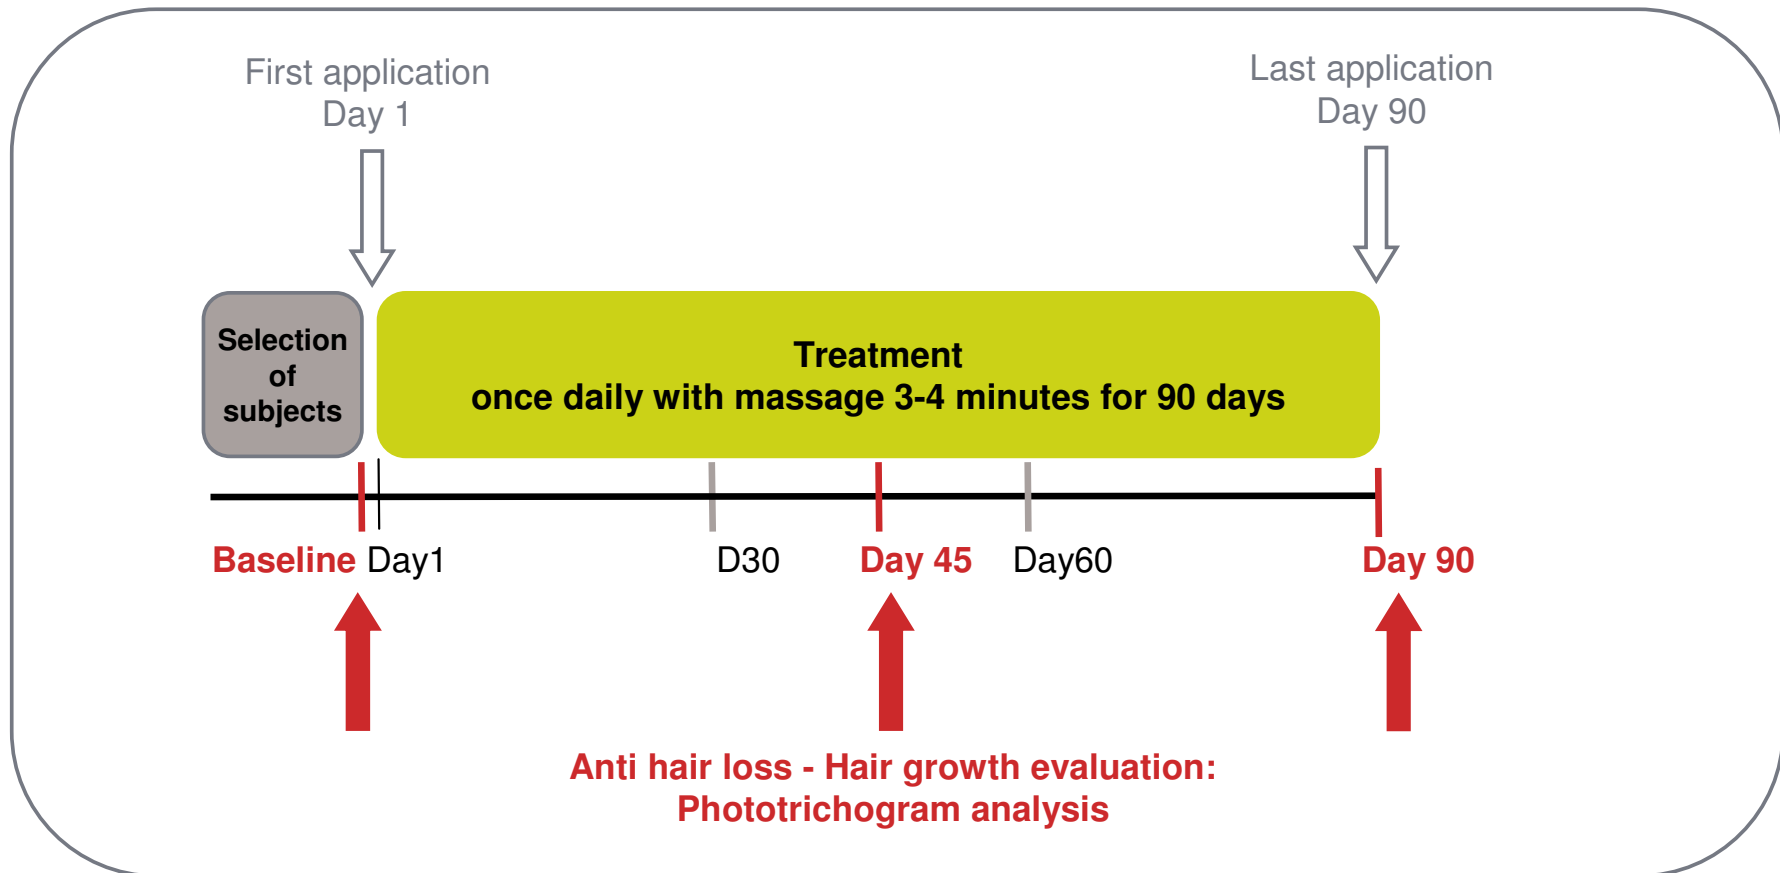 First application
Day 1
Last application
Day 90
Selection
of
subjects
Treatment
once daily with massage 3-4 minutes for 90 days
Baseline Day1 D30 Day 45 Day60 Day 90
Anti hair loss - Hair growth evaluation:
Phototrichogram analysis